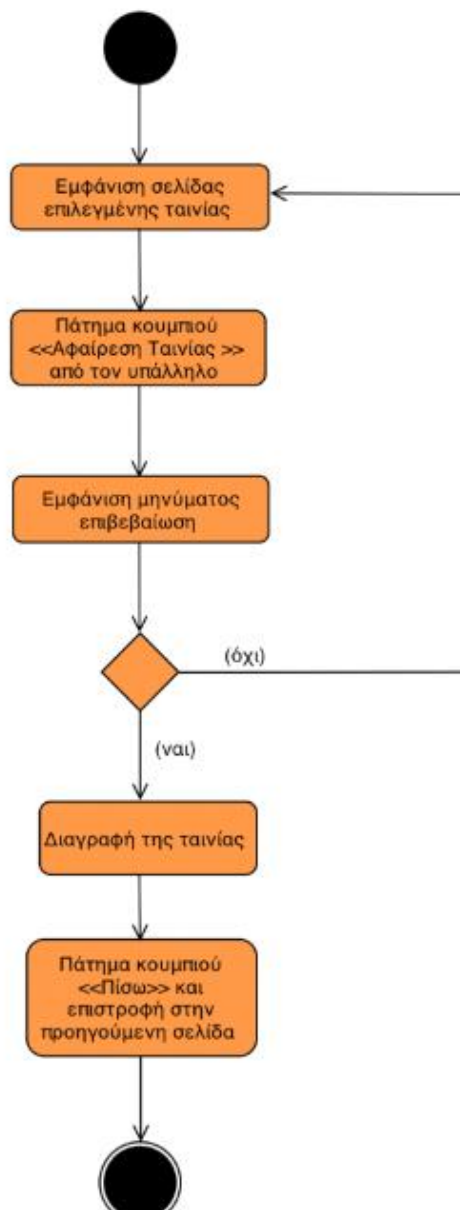 Εμφάνιση σελίδας
επιλεγμένης ταινίας
Πάτημα κουμπιού
<<Αφαίρεση Ταινίας >>
από τον υπάλληλο
Εμφάνιση μηνύματος
επιβεβαίωση
(όχι)
(ναι)
Διαγραφή της ταινίας
Πάτημα κουμπιού
<<Πίσω>> και
επιστροφή στην
προηγούμενη σελίδα